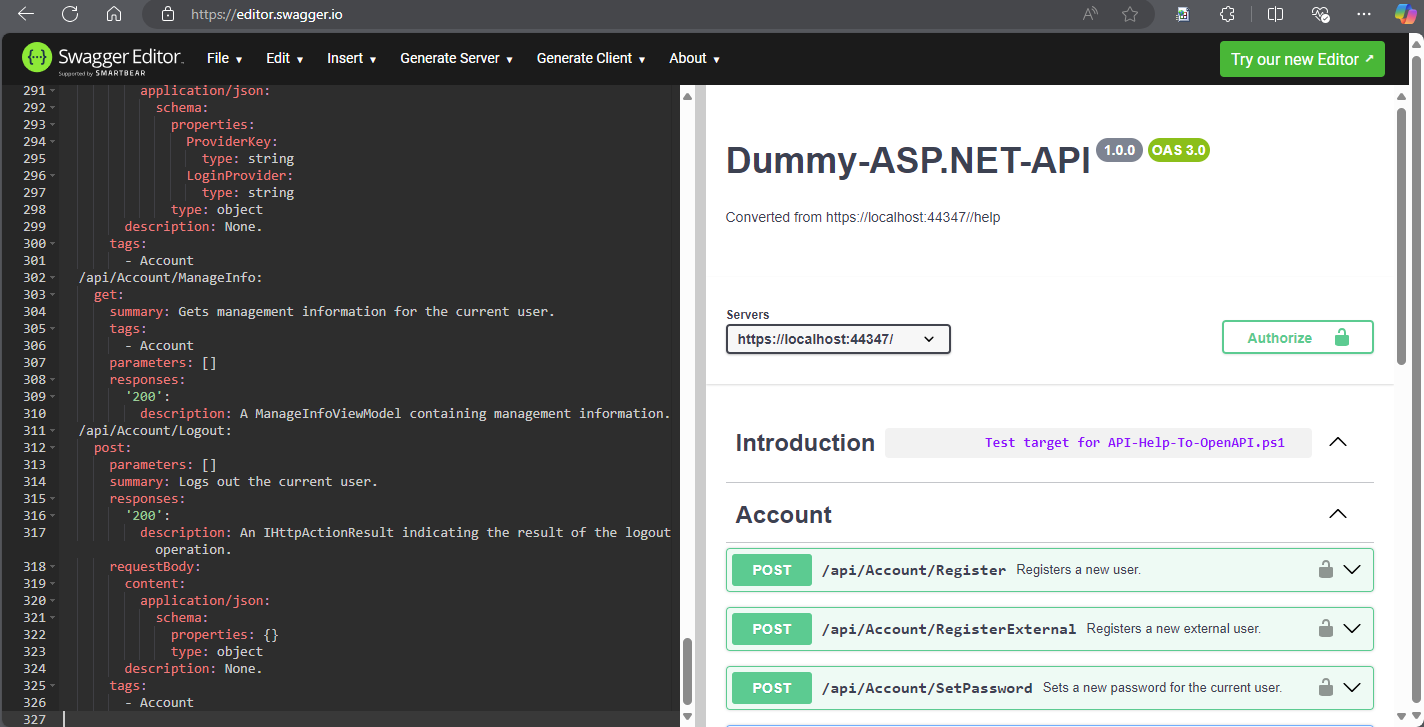 https://editor.swagger.io
Swagger Editor.
Supported by SMARTBEAR
File
Edit
Insert
Generate Server
Generate Client
About
Try our new Editor
291 application/json:
292 schema:
293 properties:
294 ProviderKey:
295 type: string
296 LoginProvider:
297 type: string
298 type: object
299 description: None.
300 tags:
301 - Account
302 /api/Account/ManageInfo:
303 get:
304 summary: Gets management information for the current user.
305 tags:
306 - Account
307 parameters: []
308 responses:
309 '200':
310 description: A ManageInfoViewModel containing management information.
311 /api/Account/Logout:
312 post:
313 parameters: []
314 summary: Logs out the current user.
315 responses:
316 '200':
317 description: An IHttpActionResult indicating the result of the logout
operation.
318 requestBody:
319 content:
320 application/json:
321 schema:
322 properties: {}
323 type: object
324 description: None.
325 tags:
326 - Account
327
Dummy-ASP.NET-API 1.0.0 OAS 3.0
Converted from https://localhost:44347//help
Servers
https://localhost:44347/
Authorize
Introduction Test target for API-Help-To-OpenAPI.ps1
Account
POST /api/Account/Register Registers a new user.
POST /api/Account/RegisterExternal Registers a new external user.
POST /api/Account/SetPassword Sets a new password for the current user.